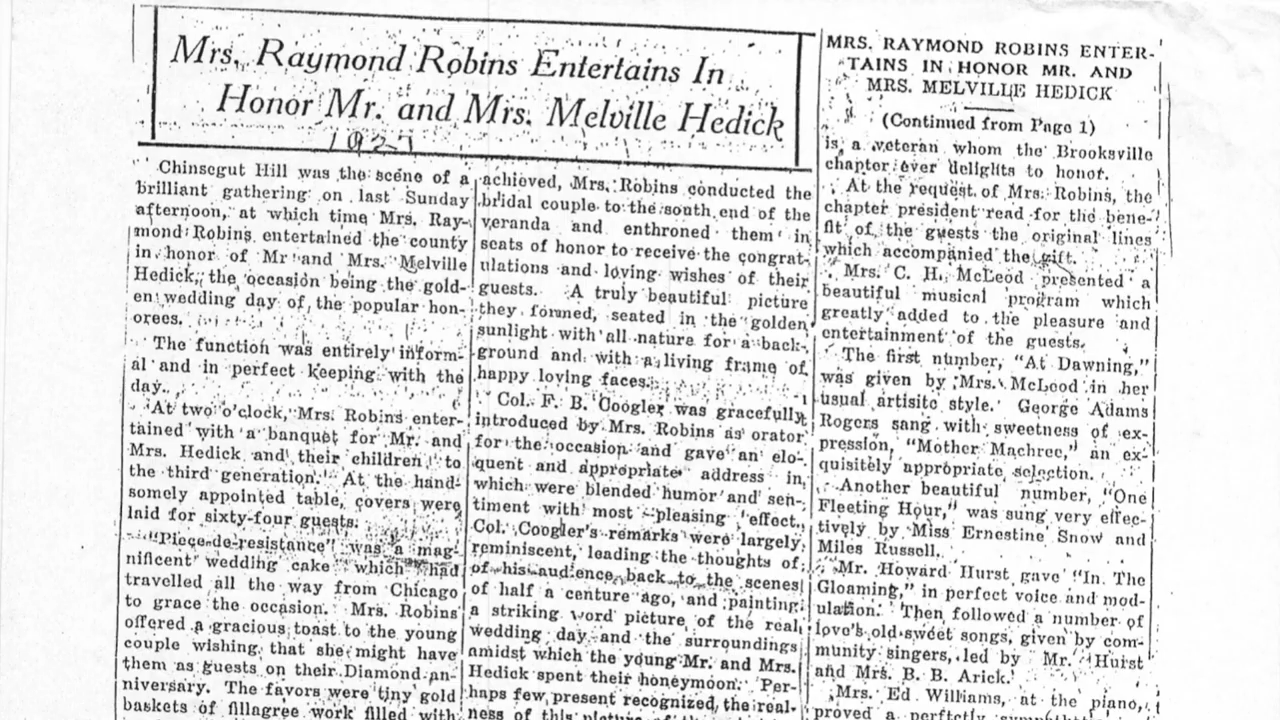 Mrs. Raymond Robins Entertains In
Honor Mr. and Mrs. Melville Hedick
1927
Chinsegut Hill was the scene of a
brilliant gathering on last Sunday
afternoon, at which time Mrs. Ray-
mond Robins entertained the county
in honor of Mr and Mrs. Melville
Hedick, the occasion being the gold-
en wedding day of the popular hon-
orees.
The function was entirely inform-
al and in perfect keeping with the
day.
At two o'clock, Mrs. Robins enter-
tained with a banquet for Mr. and
Mrs. Hedick and their children to
the third generation. At the hand-
somely appointed table, covers were
laid for sixty-four guests.
"Piece-de-resistance" was a mag-
nificent wedding cake which had
travelled all the way from Chicago
to grace the occasion. Mrs. Robins
offered a gracious toast to the young
couple wishing that she might have
them as guests on their Diamond an-
niversary. The favors were tiny gold
baskets of fillagree work filled with
achieved, Mrs. Robins conducted the
bridal couple to the south end of the
veranda and enthroned them in
seats of honor to receive the congrat-
ulations and loving wishes of their
guests. A truly beautiful picture
they formed, seated in the golden
sunlight with all nature for a back-
ground and with a living frame of
happy loving faces.
Col. F. B. Coogler was gracefully
introduced by Mrs. Robins as orator
for the occasion and gave an elo-
quent and appropriate address in
which were blended humor and sen-
timent with most pleasing effect.
Col. Coogler's remarks were largely
reminiscent, leading the thoughts of
of his audience back to the scenes
of half a centure ago, and painting
a striking word picture of the real
wedding day and the surroundings
amidst which the young Mr. and Mrs.
Hedick spent their honeymoon. Per-
haps few present recognized the real-
ness of this picture of the
MRS. RAYMOND ROBINS ENTER-
TAINS IN HONOR MR. AND
MRS. MELVILLE HEDICK
(Continued from Page 1)
is a veteran whom the Brooksville
chapter ever delights to honor.
At the request of Mrs. Robins, the
chapter president read for the bene-
fit of the guests the original lines
which accompanied the gift.
Mrs. C. H. McLeod presented a
beautiful musical program which
greatly added to the pleasure and
entertainment of the guests.
The first number, "At Dawning,"
was given by Mrs. McLeod in her
usual artisitc style. George Adams
Rogers sang with sweetness of ex-
pression, "Mother Machree," an ex-
quisitely appropriate selection.
Another beautiful number, "One
Fleeting Hour," was sung very effec-
tively by Miss Ernestine Snow and
Miles Russell.
Mr. Howard Hurst gave "In The
Gloaming," in perfect voice and mod-
ulation. Then followed a number of
love's old sweet songs, given by com-
munity singers, led by Mr. Hurst
and Mrs. B. B. Arick.
Mrs. Ed Williams, at the piano,
proved a perfctly